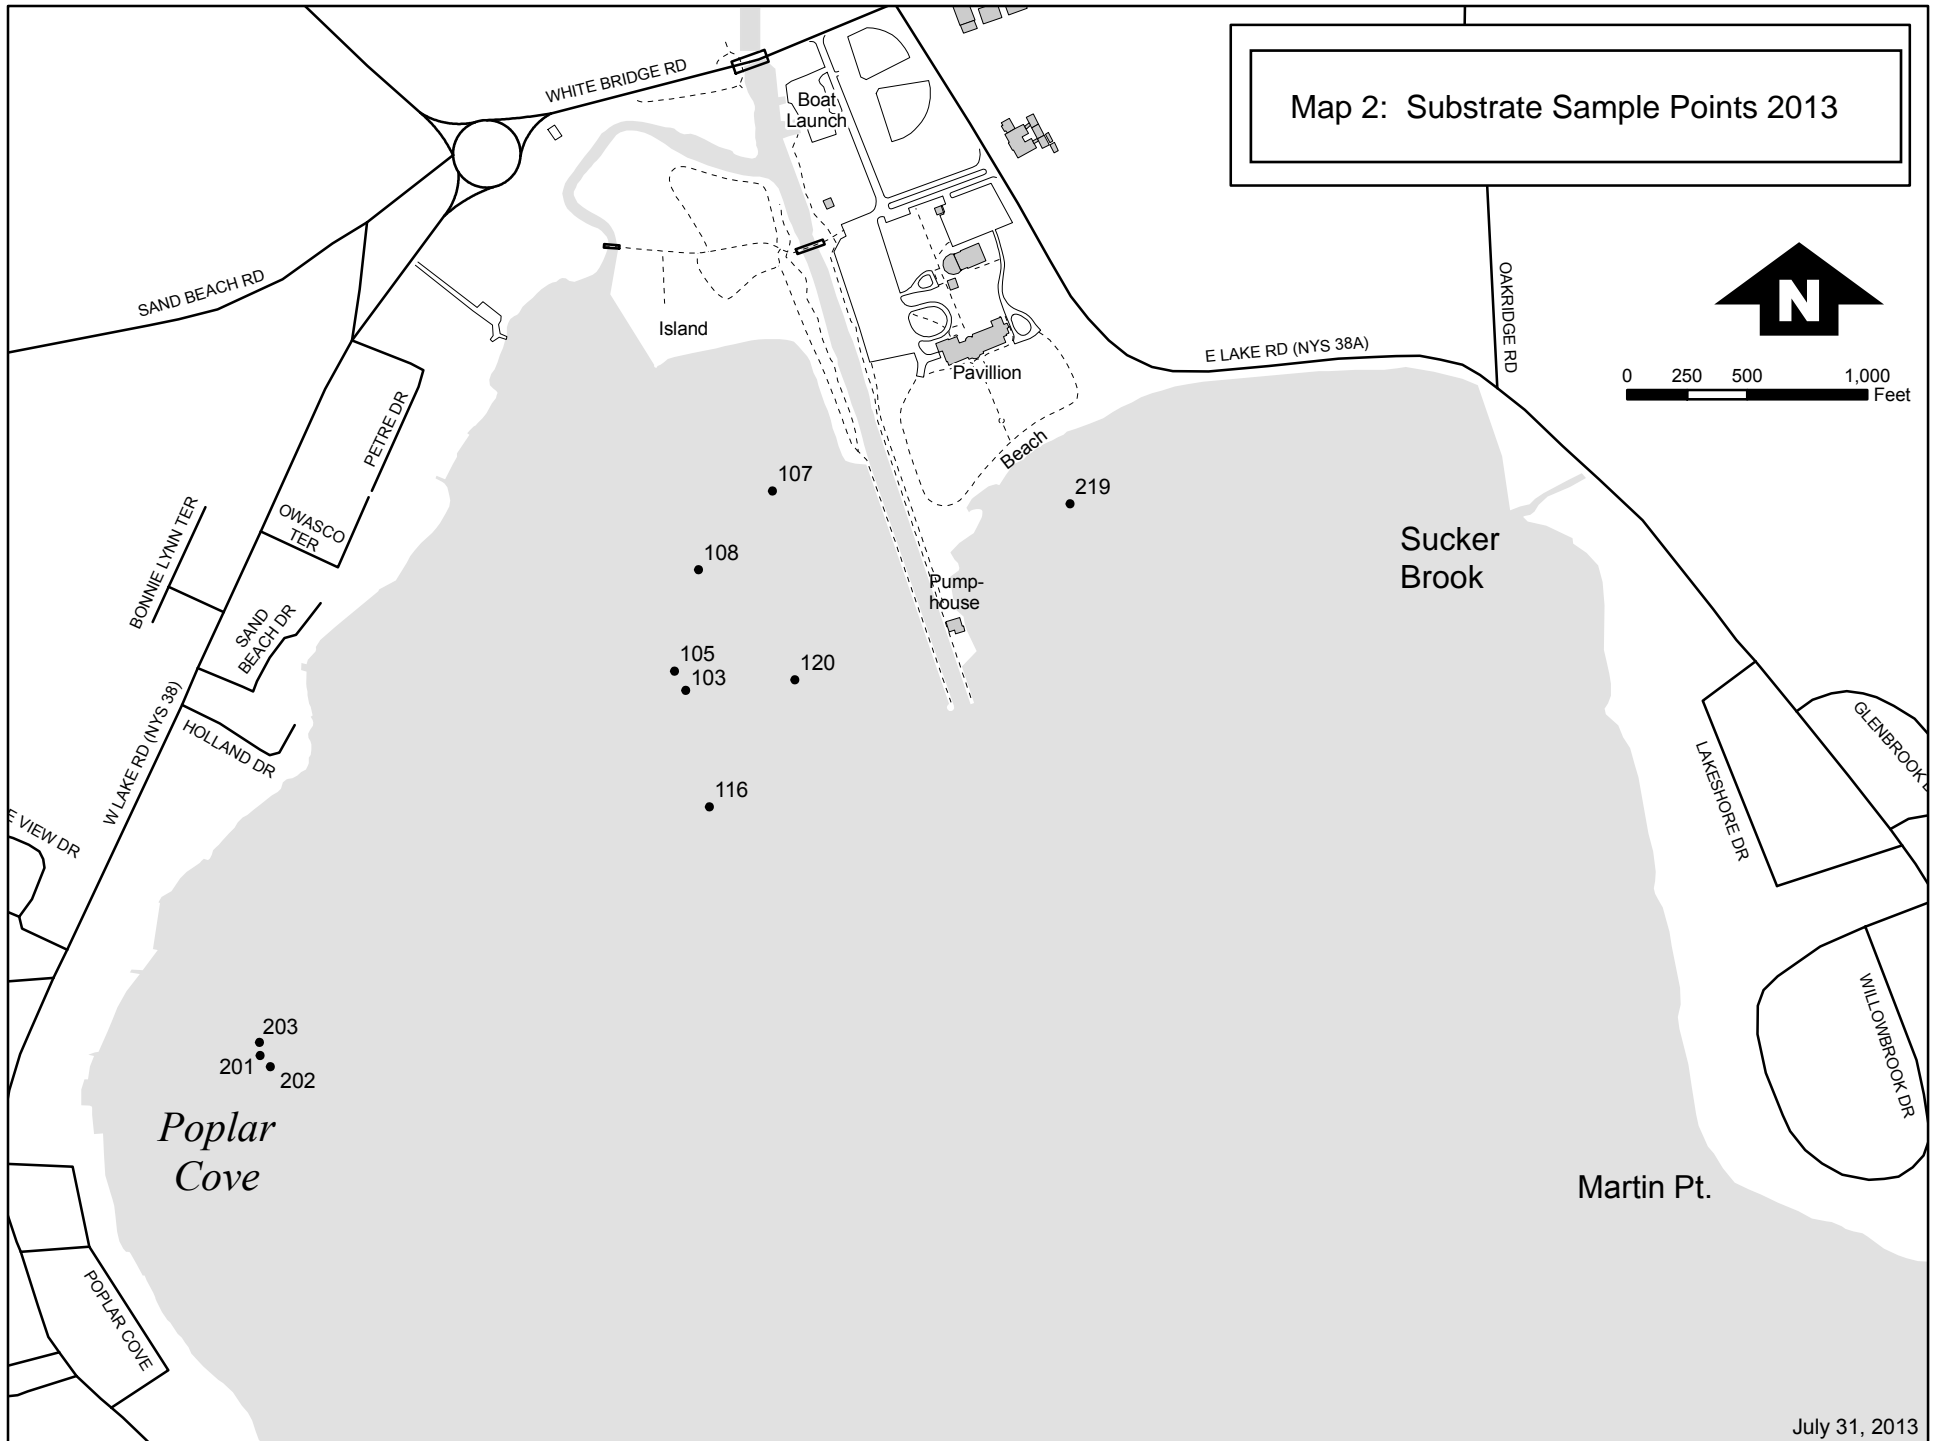 Map 2: Substrate Sample Points 2013
WHITE BRIDGE RD
Boat
Launch
SAND BEACH RD
Island
Pavillion
E LAKE RD (NYS 38A)
OAKRIDGE RD
N
0 250 500 1,000
Feet
PETRE DR
Beach
107
219
BONNIE LYNN TER
OWASCO
TER
Sucker
Brook
108
Pump-
house
SAND
BEACH DR
105
103
120
W LAKE RD (NYS 38)
HOLLAND DR
GLENBROOK
LAKESHORE DR
116
E VIEW DR
203
201
202
WILLOWBROOK DR
Poplar
Cove
Martin Pt.
POPLAR COVE
July 31, 2013